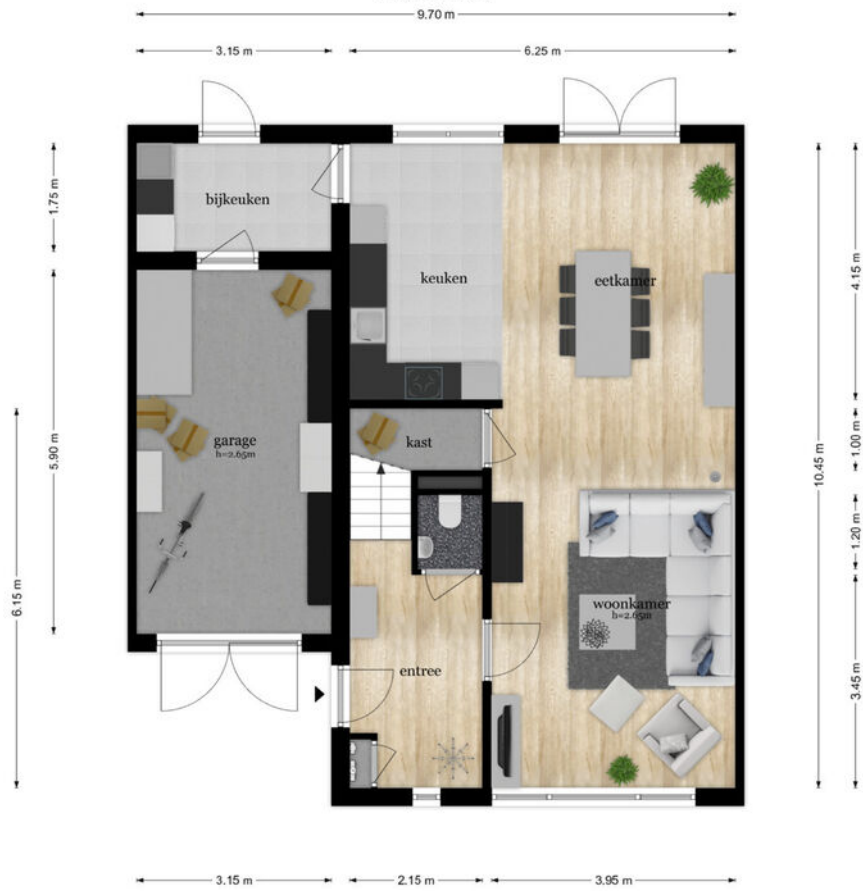 9.70 m
3.15 m
6.25 m
bijkeuken
1.75 m
keuken
eetkamer
4.15 m
garage
h=2.65m
kast
5.90 m
1.00 m
10.45 m
1.20 m
6.15 m
woonkamer
h=2.65m
entree
3.45 m
3.15 m
2.15 m
3.95 m